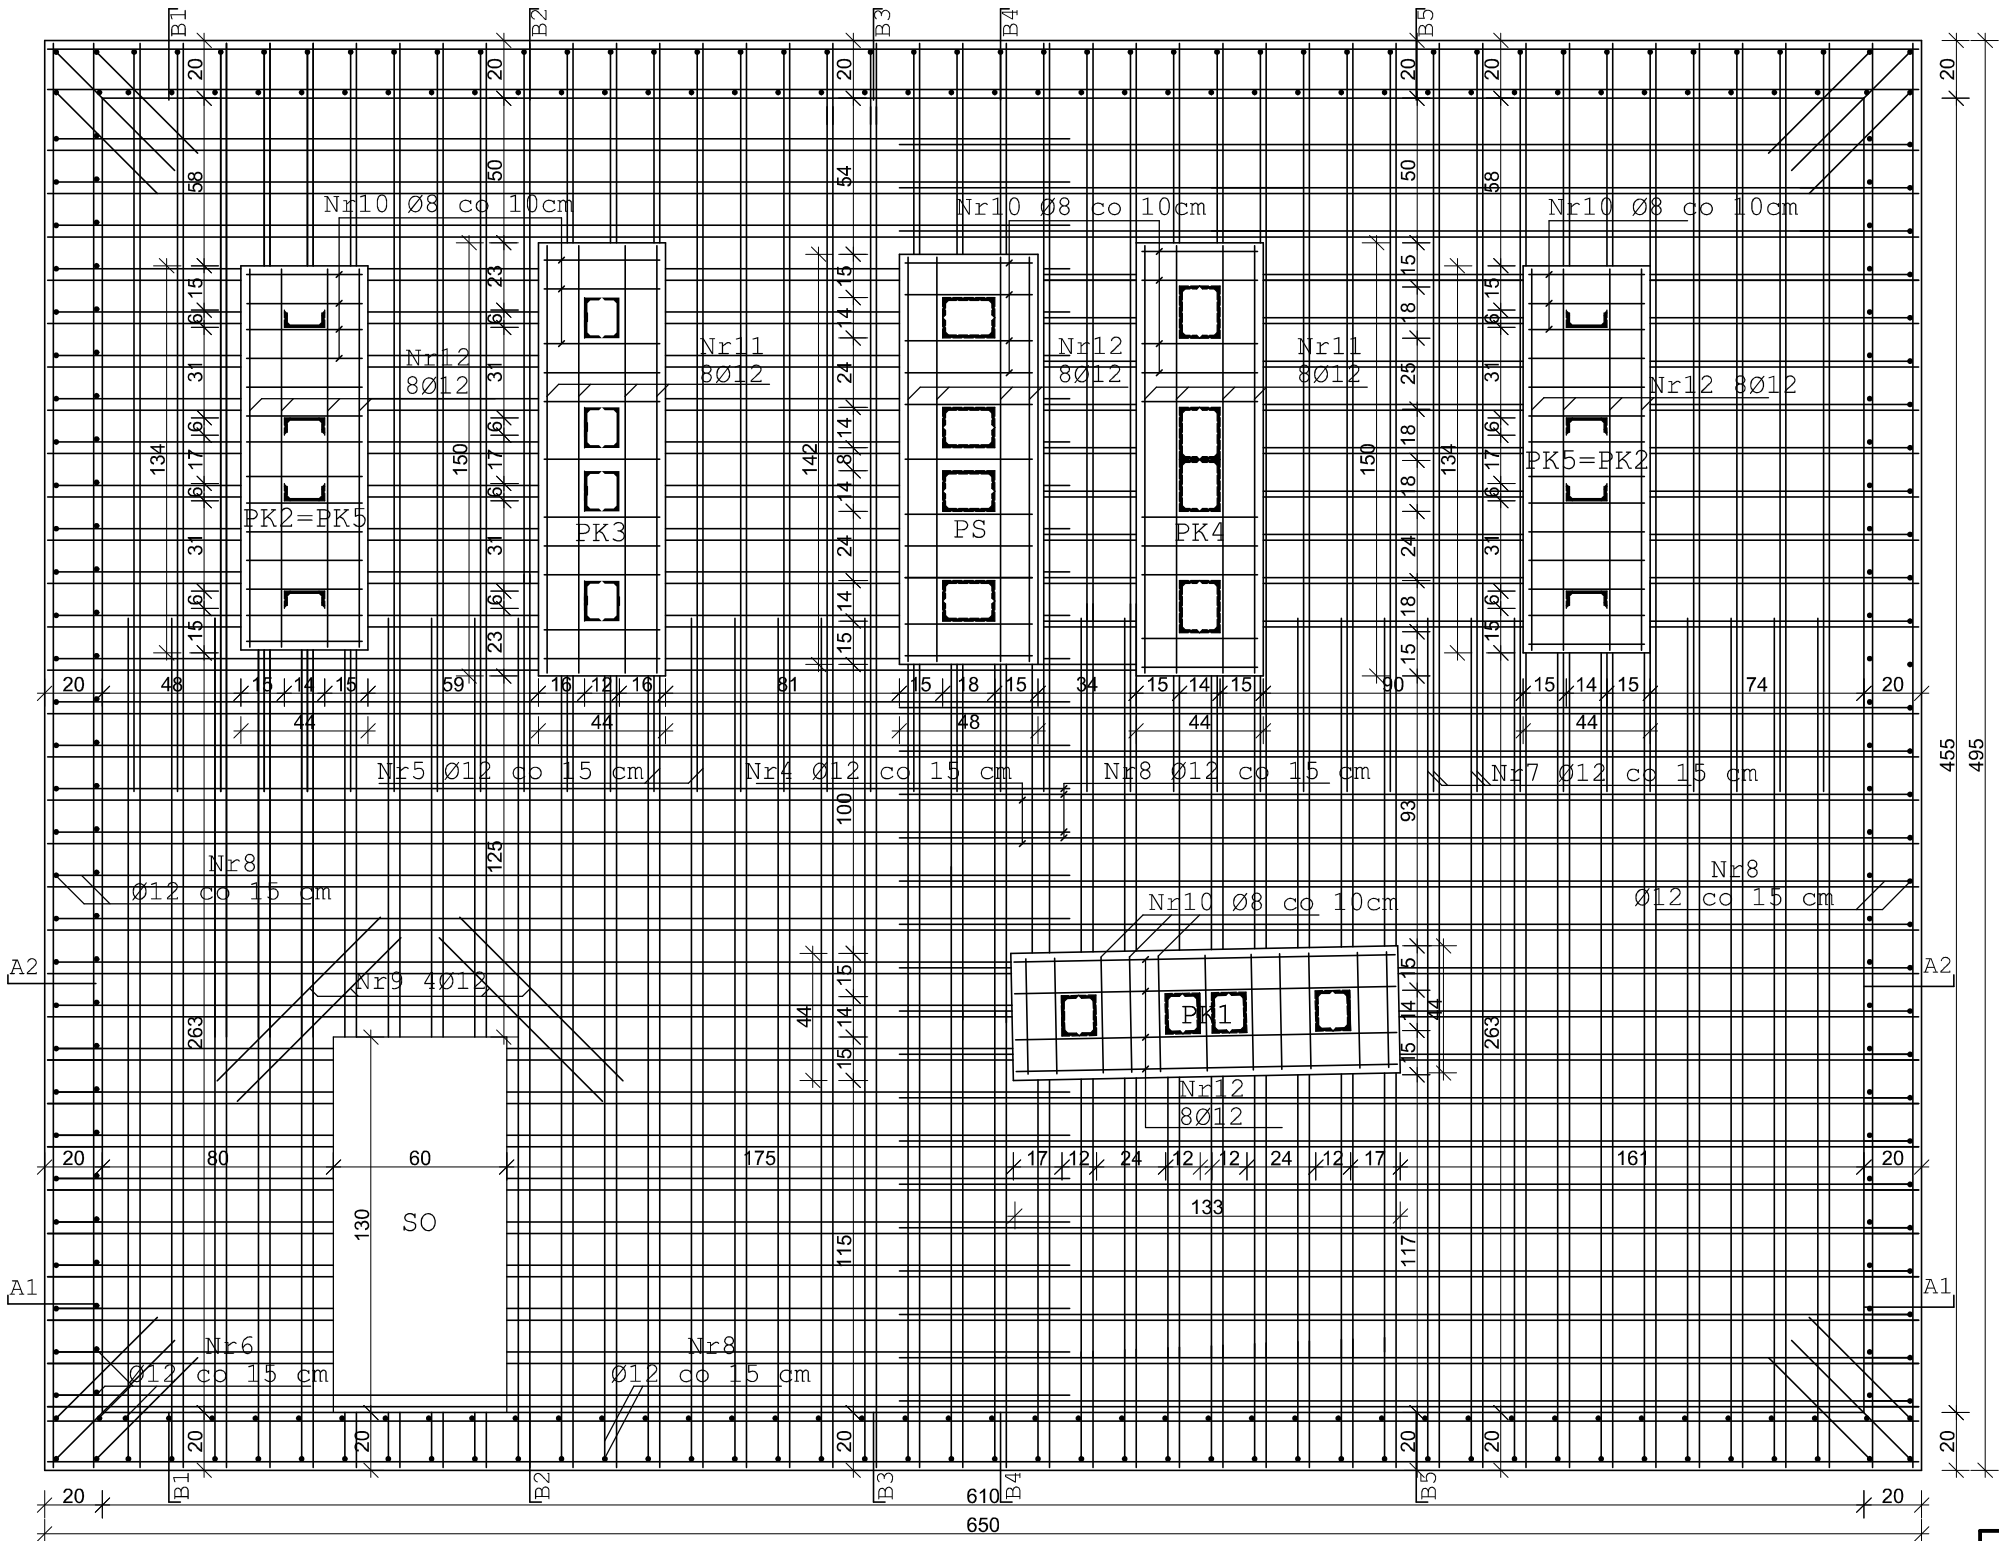 B1
B2
B3
B4
B5
20
20
20
20
20
20
58
50
54
50
58
Nr10 Ø8 co 10cm
Nr10 Ø8 co 10cm
Nr10 Ø8 co 10cm
15
6
31
6
17
6
31
6
15
134
23
6
31
6
17
6
31
6
23
150
15
14
24
14
8
14
24
14
15
142
15
18
25
18
18
24
18
15
150
15
6
31
6
17
6
31
6
15
134
Nr12
8Ø12
Nr11
8Ø12
Nr12
8Ø12
Nr11
8Ø12
Nr12 8Ø12
PK2=PK5
PK3
PS
PK4
PK5=PK2
20
48
15
14
15
59
16
12
16
81
15
18
15
34
15
14
15
90
15
14
15
74
20
44
44
48
44
44
455
495
Nr5 Ø12 co 15 cm
Nr4 Ø12 co 15 cm
Nr8 Ø12 co 15 cm
Nr7 Ø12 co 15 cm
100
93
125
Nr8
Ø12 co 15 cm
Nr8
Ø12 co 15 cm
Nr10 Ø8 co 10cm
A2
A2
Nr9 4Ø12
263
44
15
14
15
PK1
15
14
15
44
263
Nr12
8Ø12
20
80
60
175
17
12
24
12
12
24
12
17
161
20
133
130
SO
115
117
A1
A1
Nr6
Ø12 co 15 cm
Nr8
Ø12 co 15 cm
20
20
20
20
20
20
B1
B2
B3
B4
B5
20
610
20
650